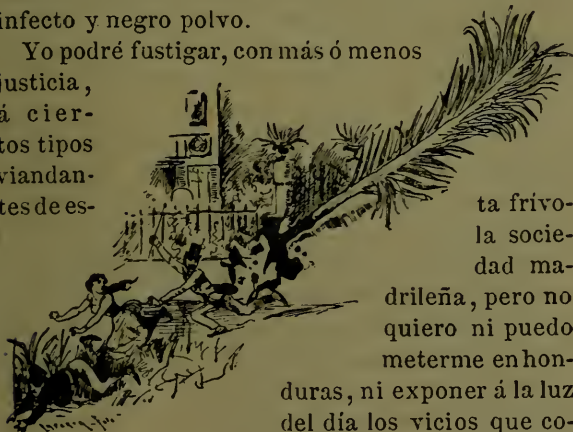 infecto y negro polvo.
Yo podré fustigar, con más ó menos
justicia,
á cier-
tos tipos
viandan-
tes de es-
ta frívo-
la socie-
dad ma-
drileña, pero no
quiero ni puedo
meterme en hon-
duras, ni exponer á la luz
del día los vicios que co-